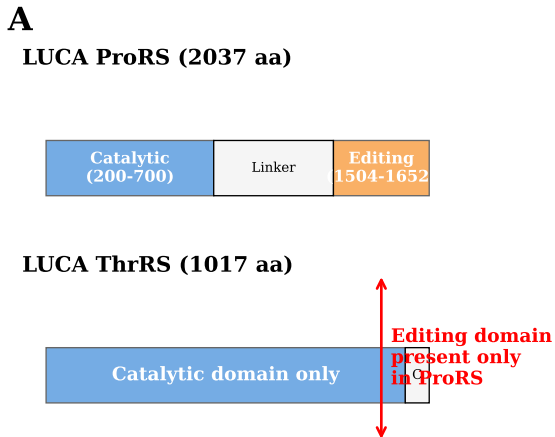 A
LUCA ProRS (2037 aa)
Catalytic
(200-700)
Linker
Editing
(1504-1652
LUCA ThrRS (1017 aa)
Catalytic domain only
C
Editing domain
present only
in ProRS